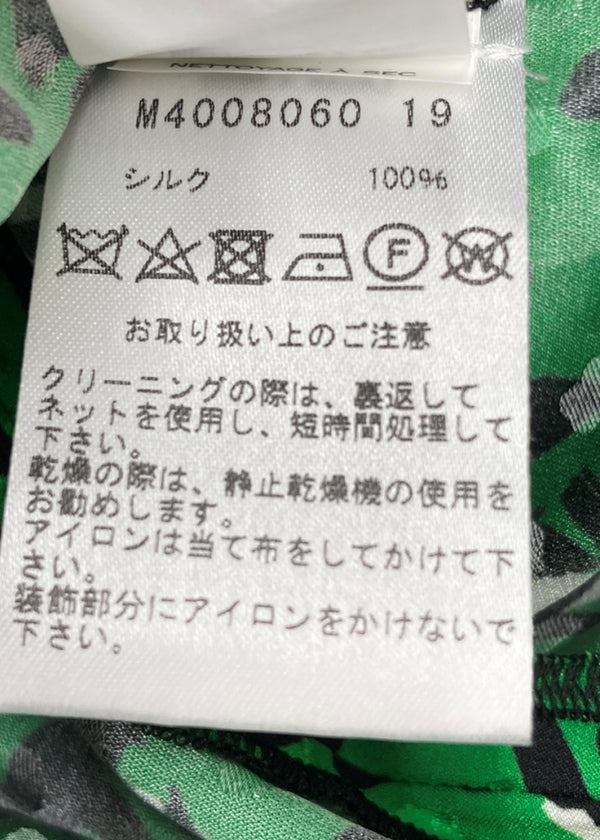 NETTOYAGE À SEC
M4008060 19
シルク 100%
F W
お取り扱い上のご注意
クリーニングの際は、裏返して
ネットを使用し、短時間処理して
下さい。
乾燥の際は、静止乾燥機の使用を
お勧めします。
アイロンは当て布をしてかけて下
さい。
装飾部分にアイロンをかけないで
下さい。